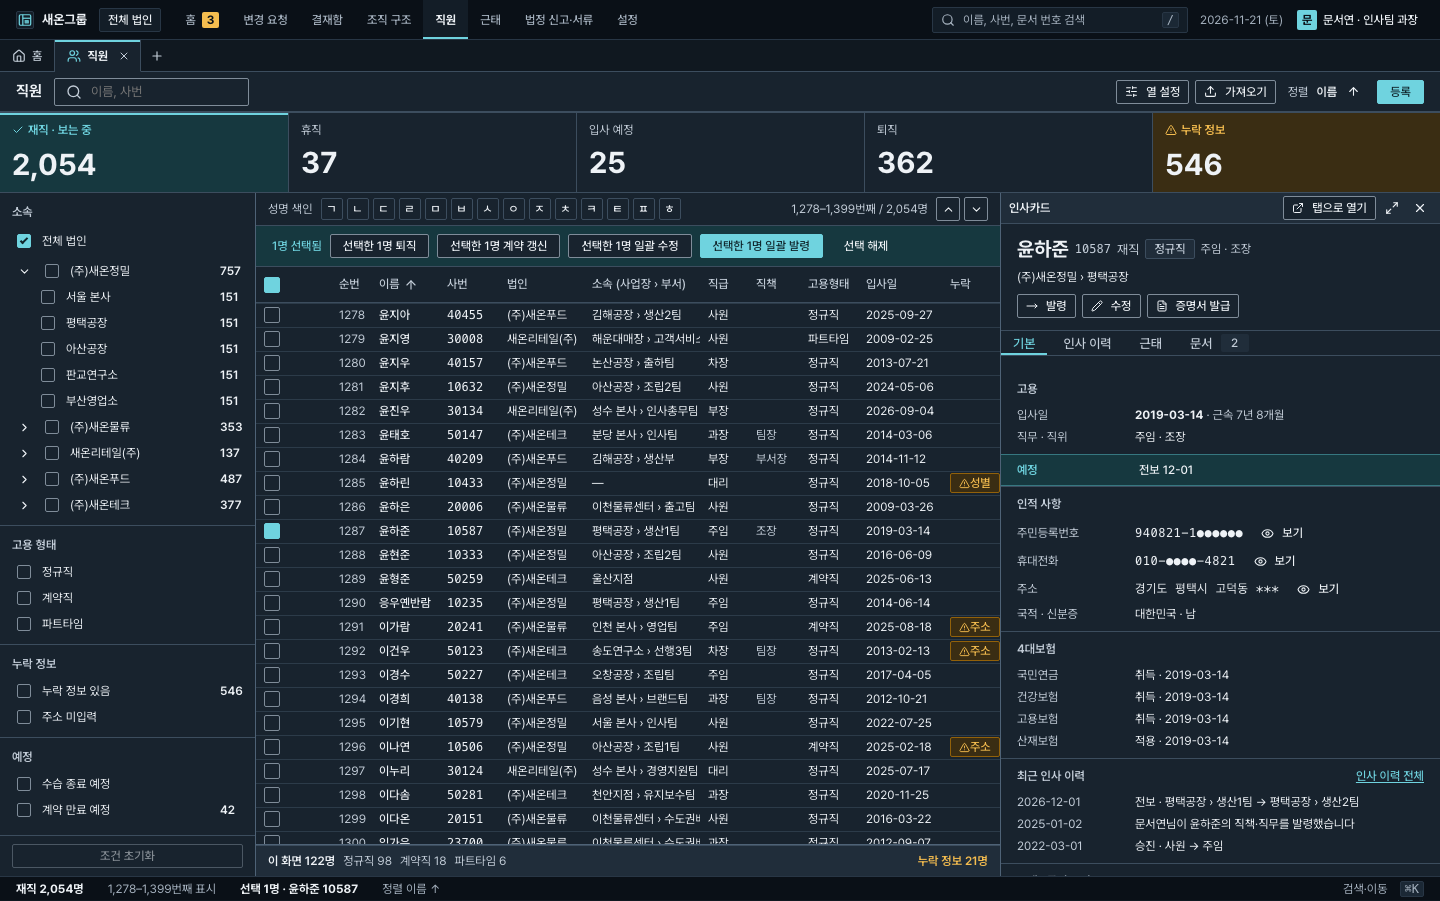 새온그룹 전체 법인 홈 3 변경 요청 결재함 조직 구조 직원 근태 법정 신고·서류 설정 이름, 사번, 문서 번호 검색 / 2026-11-21 (토) 문 문서연 · 인사팀 과장
홈 직원
직원 이름, 사번 열 설정 가져오기 정렬 이름 ↑ 등록
재직 · 보는 중 휴직 입사 예정 퇴직 누락 정보
2,054 37 25 362 546
소속
전체 법인
(주)새온정밀 757
서울 본사 151
평택공장 151
아산공장 151
판교연구소 151
부산영업소 151
(주)새온물류 353
새온리테일(주) 137
(주)새온푸드 487
(주)새온테크 377
고용 형태
정규직
계약직
파트타임
누락 정보
누락 정보 있음 546
주소 미입력
예정
수습 종료 예정
계약 만료 예정 42
조건 초기화
성명 색인 ㄱ ㄴ ㄷ ㄹ ㅁ ㅂ ㅅ ㅇ ㅈ ㅊ ㅋ ㅌ ㅍ ㅎ 1,278–1,399번째 / 2,054명
1명 선택됨 선택한 1명 퇴직 선택한 1명 계약 갱신 선택한 1명 일괄 수정 선택한 1명 일괄 발령 선택 해제
순번 이름 ↑ 사번 법인 소속 (사업장 › 부서) 직급 직책 고용형태 입사일 누락
1278 윤지아 40455 (주)새온푸드 김해공장 › 생산2팀 사원 정규직 2025-09-27
1279 윤지영 30008 새온리테일(주) 해운대매장 › 고객서비스 사원 파트타임 2009-02-25
1280 윤지우 40157 (주)새온푸드 논산공장 › 출하팀 차장 정규직 2013-07-21
1281 윤지후 10632 (주)새온정밀 아산공장 › 조립2팀 사원 정규직 2024-05-06
1282 윤진우 30134 새온리테일(주) 성수 본사 › 인사총무팀 부장 정규직 2026-09-04
1283 윤태호 50147 (주)새온테크 분당 본사 › 인사팀 과장 팀장 정규직 2014-03-06
1284 윤하람 40209 (주)새온푸드 김해공장 › 생산부 부장 부서장 정규직 2014-11-12
1285 윤하린 10433 (주)새온정밀 — 대리 정규직 2018-10-05 성별
1286 윤하은 20006 (주)새온물류 이천물류센터 › 출고팀 사원 정규직 2009-03-26
1287 윤하준 10587 (주)새온정밀 평택공장 › 생산1팀 주임 조장 정규직 2019-03-14
1288 윤현준 10333 (주)새온정밀 아산공장 › 조립2팀 사원 정규직 2016-06-09
1289 윤형준 50259 (주)새온테크 울산지점 사원 계약직 2025-06-13
1290 응우옌반람 10235 (주)새온정밀 평택공장 › 생산1팀 주임 정규직 2014-06-14
1291 이가람 20241 (주)새온물류 인천 본사 › 영업팀 주임 계약직 2025-08-18 주소
1292 이건우 50123 (주)새온테크 송도연구소 › 선행3팀 차장 팀장 정규직 2013-02-13 주소
1293 이경수 50227 (주)새온테크 오창공장 › 조립팀 주임 정규직 2017-04-05
1294 이경희 40138 (주)새온푸드 음성 본사 › 브랜드팀 과장 팀장 정규직 2012-10-21
1295 이기현 10579 (주)새온정밀 서울 본사 › 인사팀 사원 정규직 2022-07-25
1296 이나연 10506 (주)새온정밀 아산공장 › 조립1팀 사원 계약직 2025-02-18 주소
1297 이누리 30124 새온리테일(주) 성수 본사 › 경영지원팀 대리 정규직 2025-07-17
1298 이다솜 50281 (주)새온테크 천안지점 › 유지보수팀 과장 정규직 2020-11-25
1299 이다온 20151 (주)새온물류 이천물류센터 › 수도권배 사원 정규직 2016-03-22
1300 23700 (주)새온물류 이천물류센터 › 수도권배 사원 정규직 2012-09-07
이 화면 122명 정규직 98 계약직 18 파트타임 6 누락 정보 21명
인사카드 탭으로 열기
윤하준 10587 재직 정규직 주임 · 조장
(주)새온정밀 › 평택공장
발령 수정 증명서 발급
기본 인사 이력 근태 문서 2
고용
입사일 2019-03-14 · 근속 7년 8개월
직무 · 직위 주임 · 조장
예정 전보 12-01
인적 사항
주민등록번호 940821-1●●●●●● 보기
휴대전화 010-●●●●-4821 보기
주소 경기도 평택시 고덕동 *** 보기
국적 · 신분증 대한민국 · 남
4대보험
국민연금 취득 · 2019-03-14
건강보험 취득 · 2019-03-14
고용보험 취득 · 2019-03-14
산재보험 적용 · 2019-03-14
최근 인사 이력 인사 이력 전체
2026-12-01 전보 · 평택공장 › 생산1팀 → 평택공장 › 생산2팀
2025-01-02 문서연님이 윤하준의 직책·직무를 발령했습니다
2022-03-01 승진 · 사원 → 주임
재직 2,054명 1,278–1,399번째 표시 선택 1명 · 윤하준 10587 정렬 이름 ↑ 검색·이동 ⌘K